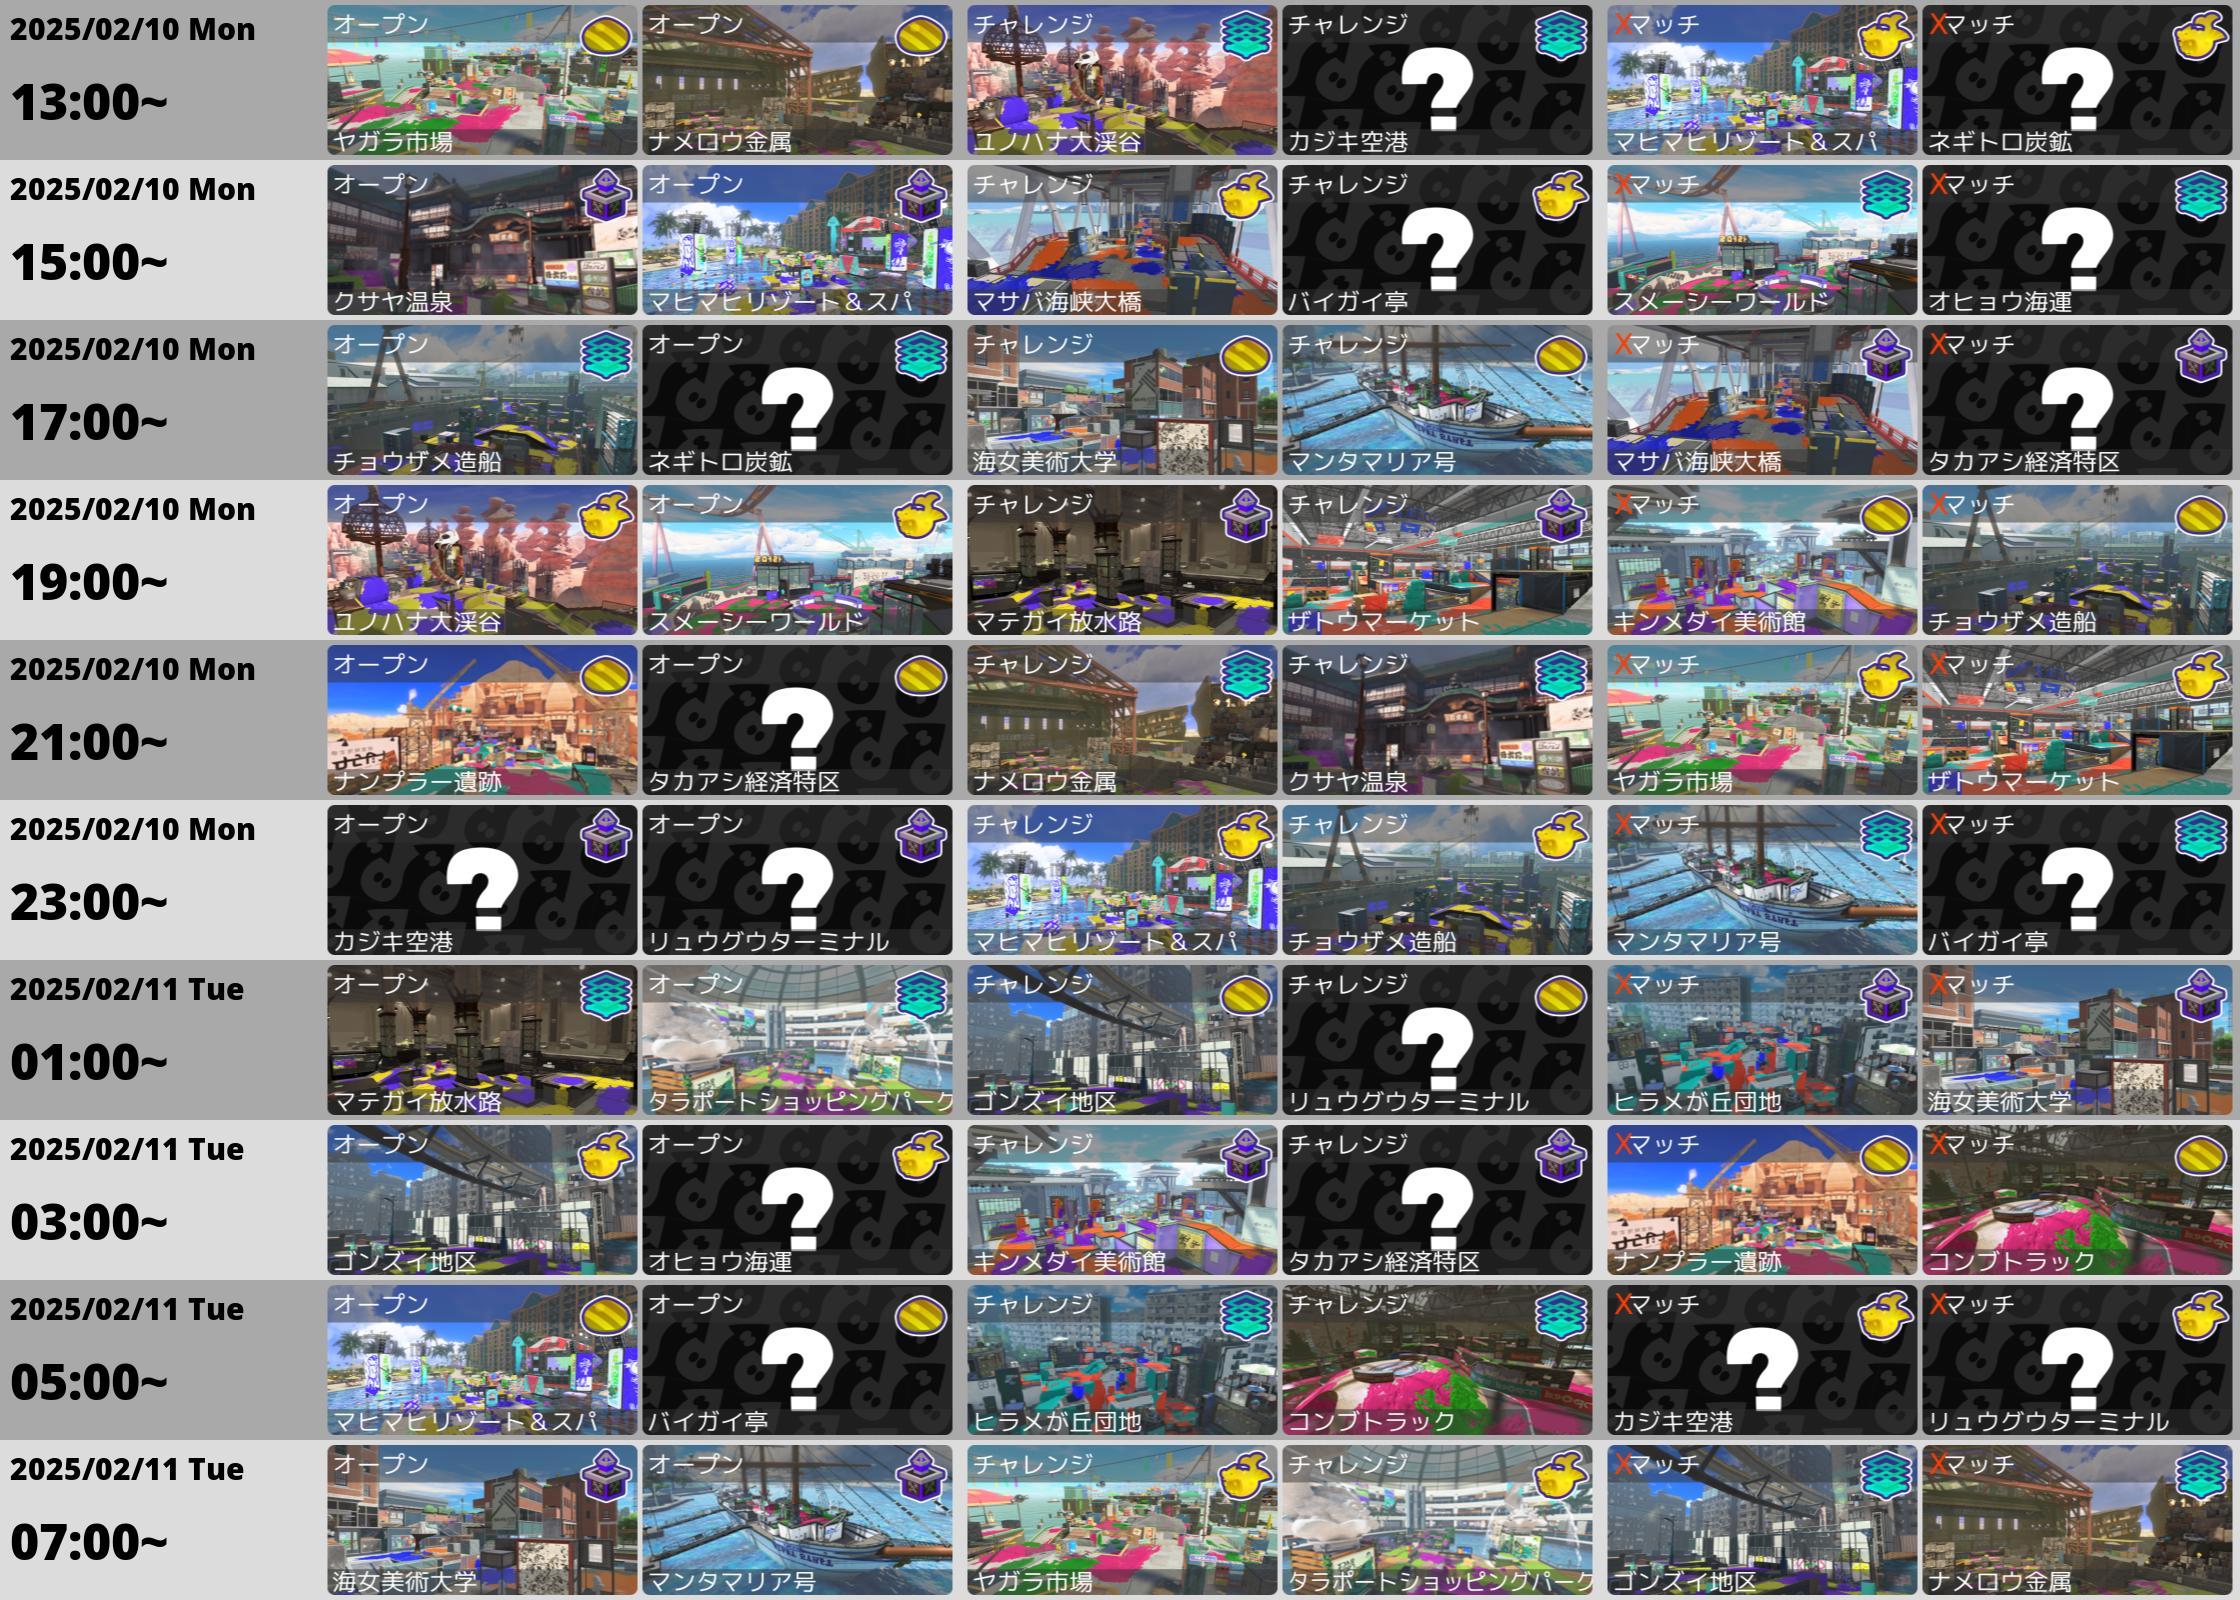 2025/02/10 Mon
13:00~
オープン
ヤガラ市場
オープン
ナメロウ金属
チャレンジ
ユノハナ大渓谷
チャレンジ
カジキ空港
Xマッチ
マヒマヒリゾート＆スパ
Xマッチ
ネギトロ炭鉱
2025/02/10 Mon
15:00~
オープン
クサヤ温泉
オープン
マヒマヒリゾート＆スパ
チャレンジ
マサバ海峡大橋
チャレンジ
バイガイ亭
Xマッチ
スメーシーワールド
Xマッチ
オヒョウ海運
2025/02/10 Mon
17:00~
オープン
チョウザメ造船
オープン
ネギトロ炭鉱
チャレンジ
海女美術大学
チャレンジ
マンタマリア号
Xマッチ
マサバ海峡大橋
Xマッチ
タカアシ経済特区
2025/02/10 Mon
19:00~
オープン
ユノハナ大渓谷
オープン
スメーシーワールド
チャレンジ
マテガイ放水路
チャレンジ
ザトウマーケット
Xマッチ
キンメダイ美術館
Xマッチ
チョウザメ造船
2025/02/10 Mon
21:00~
オープン
ナンプラー遺跡
オープン
タカアシ経済特区
チャレンジ
ナメロウ金属
チャレンジ
クサヤ温泉
Xマッチ
ヤガラ市場
Xマッチ
ザトウマーケット
2025/02/10 Mon
23:00~
オープン
カジキ空港
オープン
リュウグウターミナル
チャレンジ
マヒマヒリゾート＆スパ
チャレンジ
チョウザメ造船
Xマッチ
マンタマリア号
Xマッチ
バイガイ亭
2025/02/11 Tue
01:00~
オープン
マテガイ放水路
オープン
タラポートショッピングパーク
チャレンジ
ゴンズイ地区
チャレンジ
リュウグウターミナル
Xマッチ
ヒラメが丘団地
Xマッチ
海女美術大学
2025/02/11 Tue
03:00~
オープン
ゴンズイ地区
オープン
オヒョウ海運
チャレンジ
キンメダイ美術館
チャレンジ
タカアシ経済特区
Xマッチ
ナンプラー遺跡
Xマッチ
コンブトラック
2025/02/11 Tue
05:00~
オープン
マヒマヒリゾート＆スパ
オープン
バイガイ亭
チャレンジ
ヒラメが丘団地
チャレンジ
コンブトラック
Xマッチ
カジキ空港
Xマッチ
リュウグウターミナル
2025/02/11 Tue
07:00~
オープン
海女美術大学
オープン
マンタマリア号
チャレンジ
ヤガラ市場
チャレンジ
タラポートショッピングパーク
Xマッチ
ゴンズイ地区
Xマッチ
ナメロウ金属